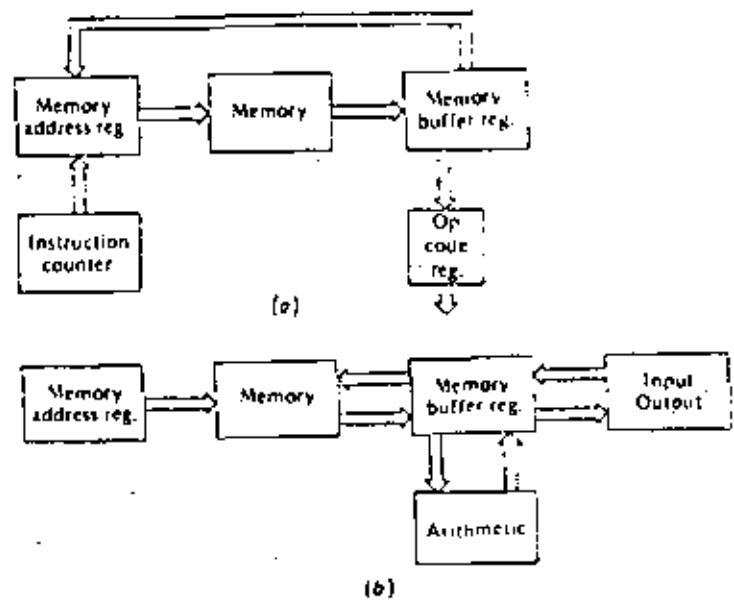 Memory
address reg.
Memory
Memory
buffer reg.
Instruction
counter
Op
code
reg.
(a)
Memory
address reg.
Memory
Memory
buffer reg.
Input
Output
Arithmetic
(b)